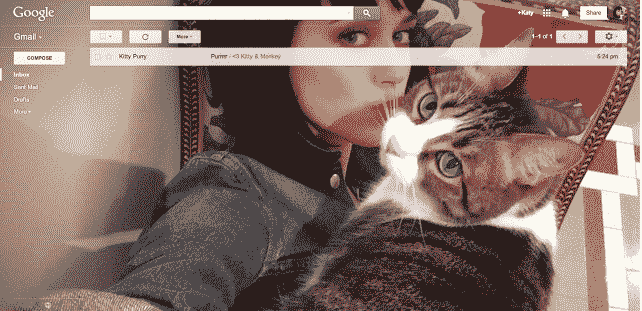 Google
+Katy
Share
Gmail
More
1–1 of 1
COMPOSE
Kitty Purry
Purrrr - <3 Kitty & Monkey
5:24 pm
Inbox
Sent Mail
Drafts
More